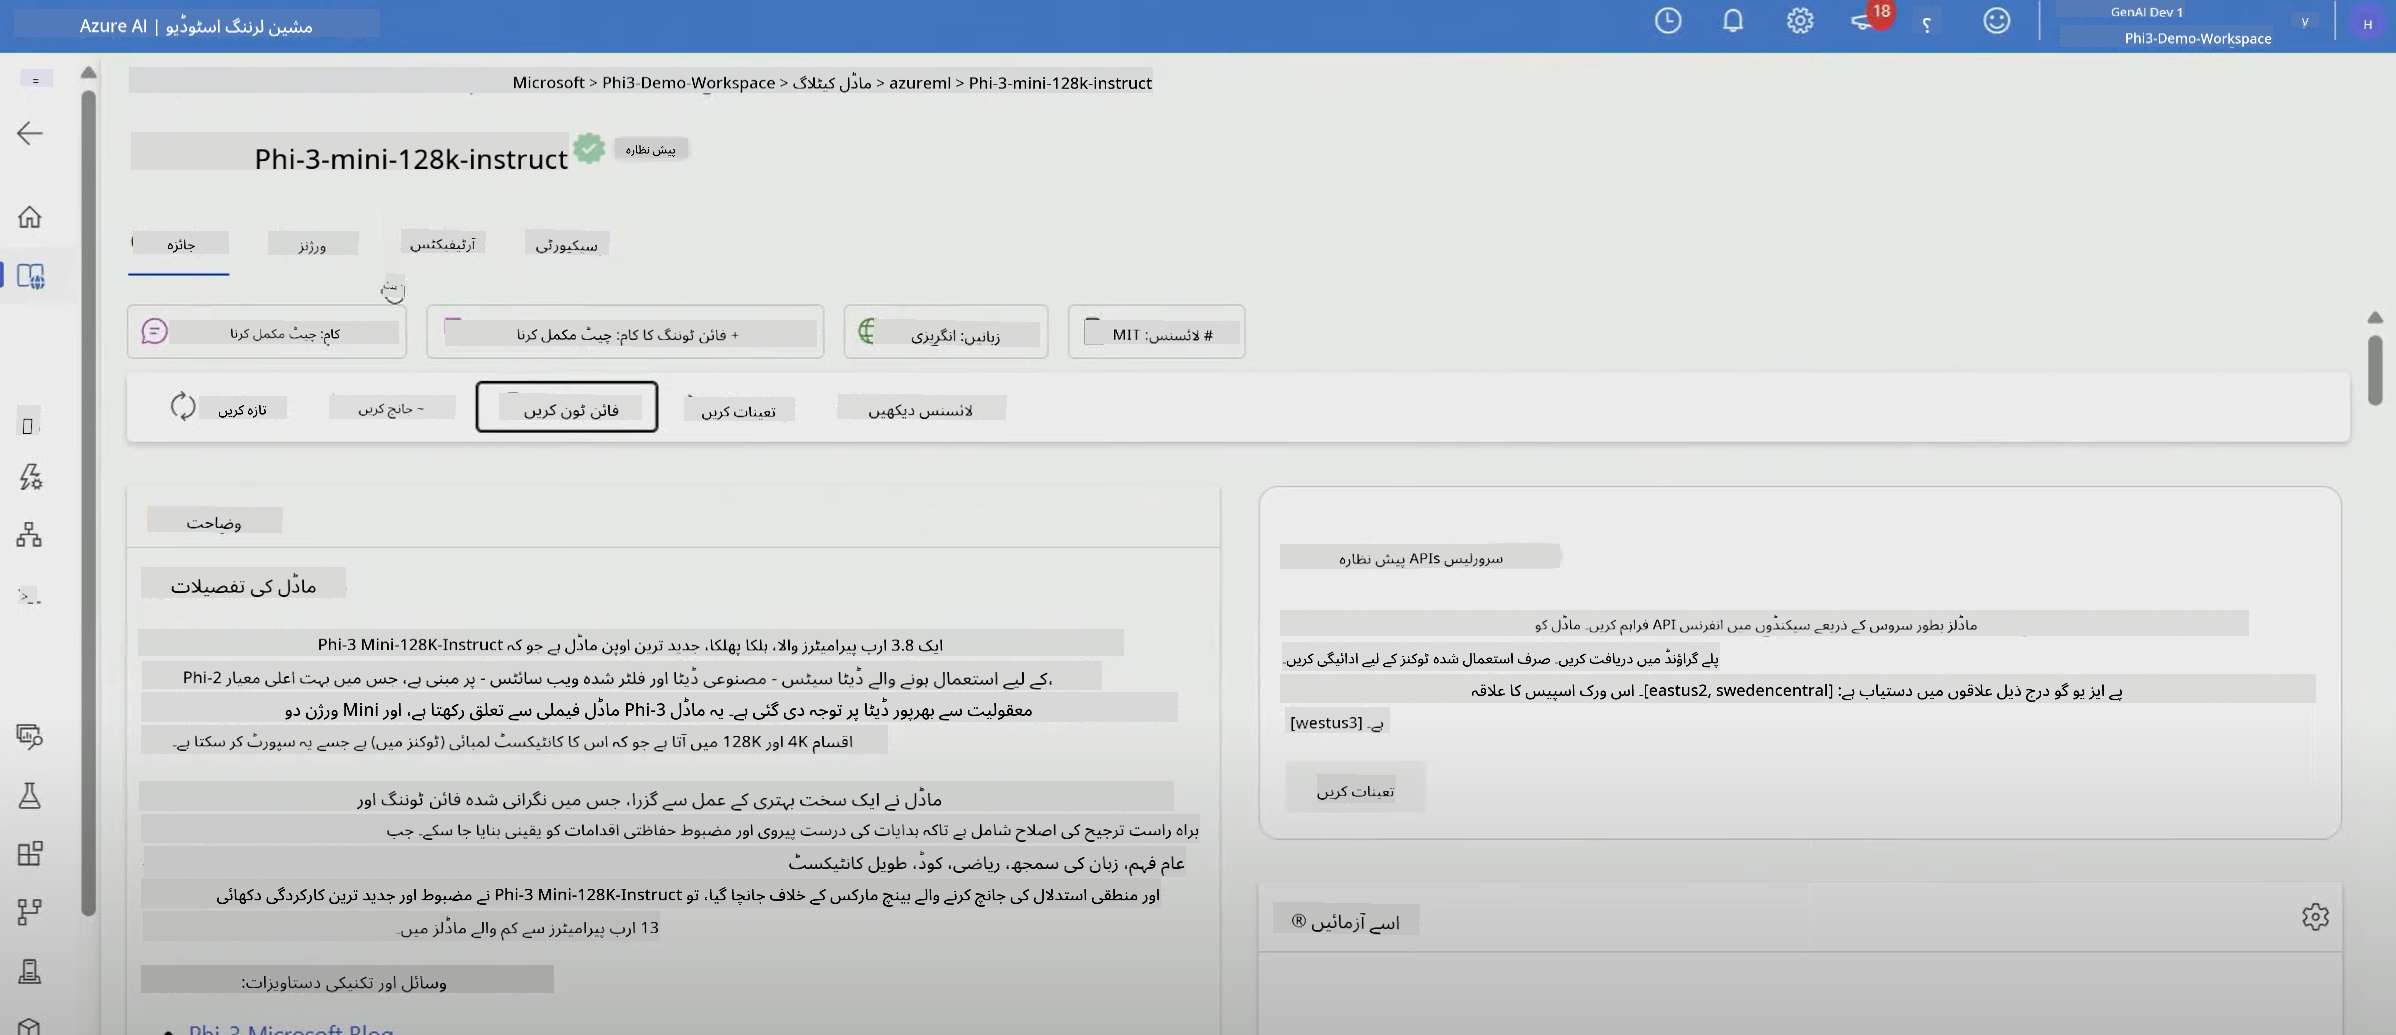 Azure AI | مشین لرننگ اسٹوڈیو
18
؟
GenAI Dev 1
Phi3-Demo-Workspace
H
Microsoft > Phi3-Demo-Workspace > ماڈل کیٹلاگ > azureml > Phi-3-mini-128k-instruct
Phi-3-mini-128k-instruct
پیش نظارہ
جائزہ
ورژنز
آرٹیفیکٹس
سیکیورٹی
کام: چیٹ مکمل کرنا
+ فائن ٹوننگ کا کام: چیٹ مکمل کرنا
زبانیں: انگریزی
# لائسنس: MIT
تازہ کریں
~ جانچ کریں
فائن ٹون کریں
تعینات کریں
لائسنس دیکھیں
وضاحت
ماڈل کی تفصیلات
ایک 3.8 ارب پیرامیٹرز والا، ہلکا پھلکا، جدید ترین اوپن ماڈل ہے جو کہ Phi-3 Mini-128K-Instruct
،کے لیے استعمال ہونے والے ڈیٹا سیٹس - مصنوعی ڈیٹا اور فلٹر شدہ ویب سائٹس - پر مبنی ہے، جس میں بہت اعلی معیار Phi-2
معقولیت سے بھرپور ڈیٹا پر توجہ دی گئی ہے۔ یہ ماڈل Phi-3 ماڈل فیملی سے تعلق رکھتا ہے، اور Mini ورژن دو
اقسام 4K اور 128K میں آتا ہے جو کہ اس کا کانٹیکسٹ لمبائی (ٹوکنز میں) ہے جسے یہ سپورٹ کر سکتا ہے۔
ماڈل نے ایک سخت بہتری کے عمل سے گزرا، جس میں نگرانی شدہ فائن ٹوننگ اور
براہ راست ترجیح کی اصلاح شامل ہے تاکہ ہدایات کی درست پیروی اور مضبوط حفاظتی اقدامات کو یقینی بنایا جا سکے۔ جب
عام فہم، زبان کی سمجھ، ریاضی، کوڈ، طویل کانٹیکسٹ
اور منطقی استدلال کی جانچ کرنے والے بینچ مارکس کے خلاف جانچا گیا، تو Phi-3 Mini-128K-Instruct نے مضبوط اور جدید ترین کارکردگی دکھائی
13 ارب پیرامیٹرز سے کم والے ماڈلز میں۔
وسائل اور تکنیکی دستاویزات:
Phi-3 Microsoft Blog
سرورلیس APIs پیش نظارہ
ماڈلز بطور سروس کے ذریعے سیکنڈوں میں انفرنس API فراہم کریں۔ ماڈل کو
پلے گراؤنڈ میں دریافت کریں۔ صرف استعمال شدہ ٹوکنز کے لیے ادائیگی کریں۔
پے ایز یو گو درج ذیل علاقوں میں دستیاب ہے: [eastus2, swedencentral]۔ اس ورک اسپیس کا علاقہ
[westus3] ہے۔
تعینات کریں
اسے آزمائیں ®